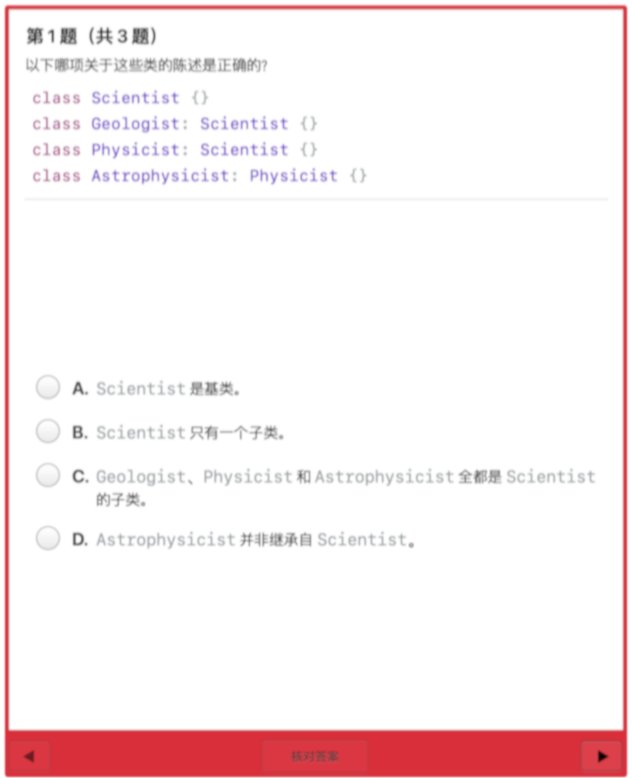 第1题（共3题）
以下哪项关于这些类的陈述是正确的?
class Scientist {}
class Geologist: Scientist {}
class Physicist: Scientist {}
class Astrophysicist: Physicist {}
A. Scientist 是基类。
B. Scientist 只有一个子类。
C. Geologist、Physicist 和 Astrophysicist 全都是 Scientist
的子类。
D. Astrophysicist 并非继承自 Scientist。
核对答案